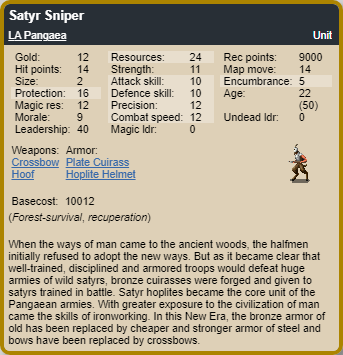 Satyr Sniper
LA Pangaea Unit
Gold: 12 Resources: 24 Rec points: 9000
Hit points: 14 Strength: 11 Map move: 14
Size: 2 Attack skill: 10 Encumbrance: 5
Protection: 16 Defence skill: 10 Age: 22
Magic res: 12 Precision: 12 (50)
Morale: 9 Combat speed: 12 Undead ldr: 0
Leadership: 40 Magic ldr: 0
Weapons: Armor:
Crossbow Plate Cuirass
Hoof Hoplite Helmet
Basecost: 10012
(Forest-survival, recuperation)
When the ways of man came to the ancient woods, the halfmen
initially refused to adopt the new ways. But as it became clear that
well-trained, disciplined and armored troops would defeat huge
armies of wild satyrs, bronze cuirasses were forged and given to
satyrs trained in battle. Satyr hoplites became the core unit of the
Pangaean armies. With greater exposure to the civilization of man
came the skills of ironworking. In this New Era, the bronze armor of
old has been replaced by cheaper and stronger armor of steel and
bows have been replaced by crossbows.